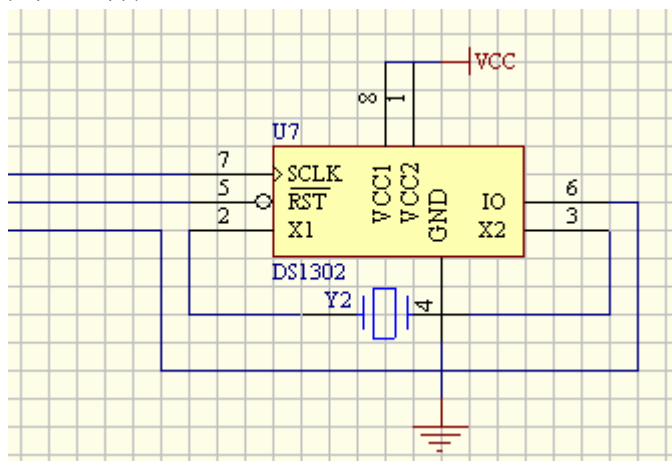 VCC
8 1
U7
7 SCLK
5 RST
2 X1
VCC1
VCC2
GND
IO 6
X2 3
DS1302
Y2
4